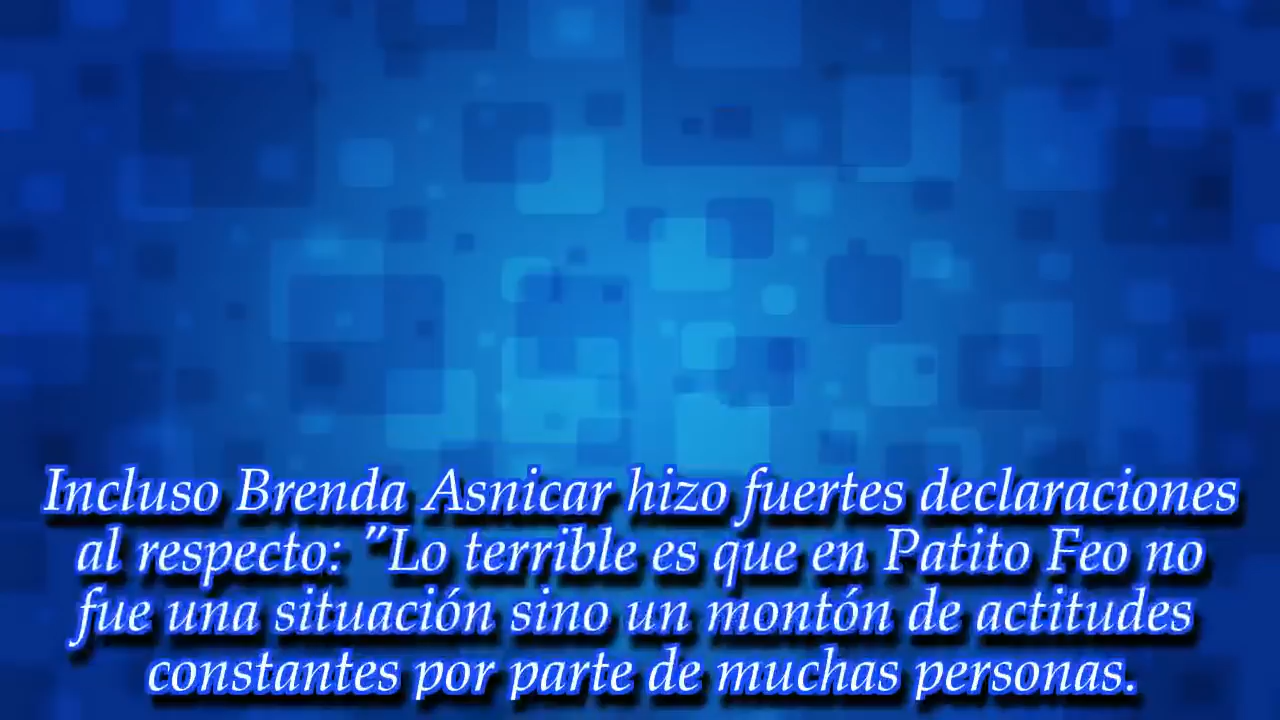 Incluso Brenda Asnicar hizo fuertes declaraciones
al respecto: "Lo terrible es que en Patito Feo no
fue una situación sino un montón de actitudes
constantes por parte de muchas personas.